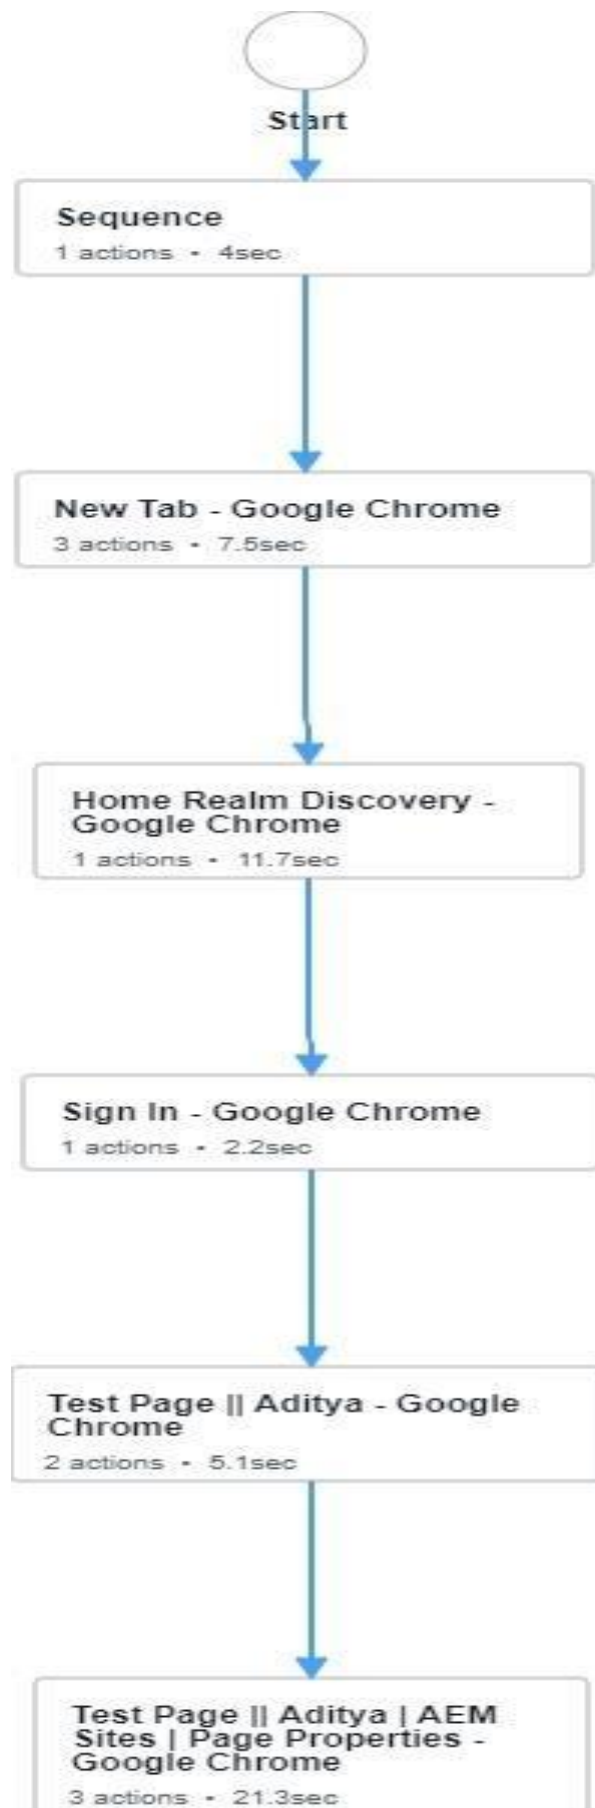 Start
Sequence
1 actions • 4sec
New Tab - Google Chrome
3 actions • 7.5sec
Home Realm Discovery -
Google Chrome
1 actions • 11.7sec
Sign In - Google Chrome
1 actions • 2.2sec
Test Page || Aditya - Google
Chrome
2 actions • 5.1sec
Test Page || Aditya | AEM
Sites | Page Properties -
Google Chrome
3 actions • 21.3sec